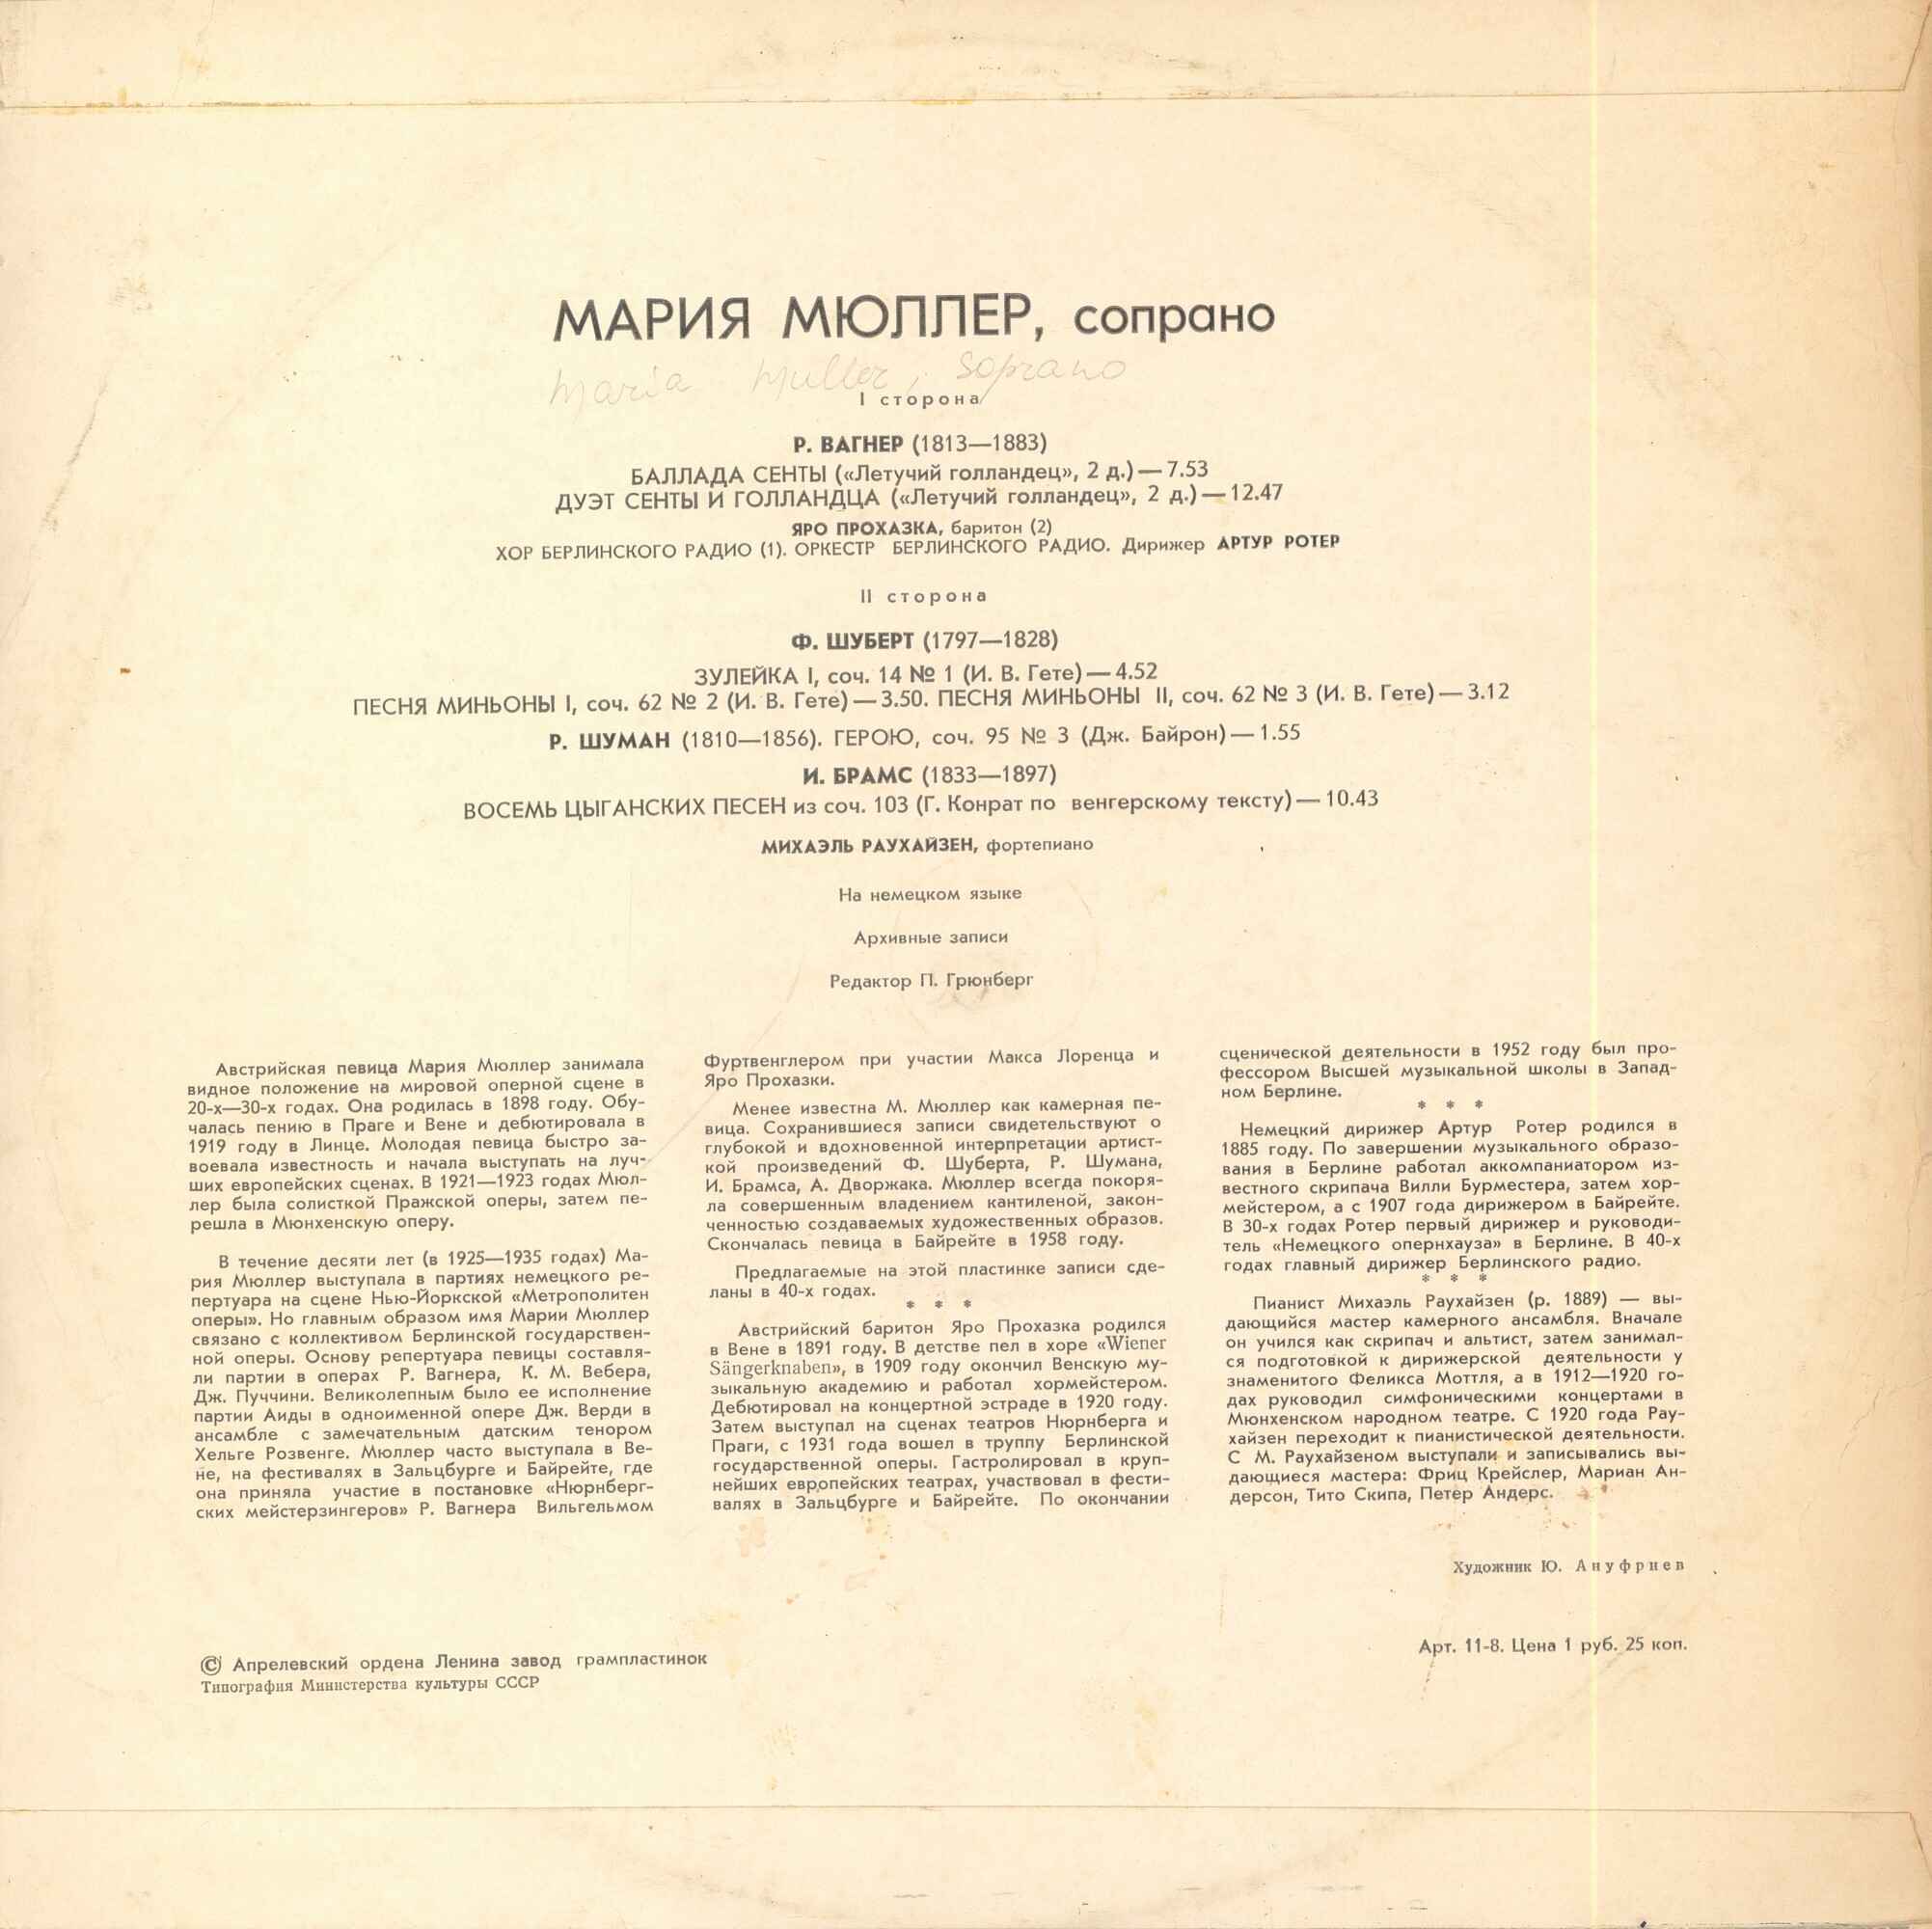 МАРИЯ МЮЛЛЕР, сопрано
Maria Muller, Soprano
I сторона
Р. ВАГНЕР (1813—1883)
БАЛЛАДА СЕНТЫ («Летучий голландец», 2 д.) — 7.53
ДУЭТ СЕНТЫ И ГОЛЛАНДЦА («Летучий голландец», 2 д.) — 12.47
ЯРО ПРОХАЗКА, баритон (2)
ХОР БЕРЛИНСКОГО РАДИО (1). ОРКЕСТР БЕРЛИНСКОГО РАДИО. Дирижер АРТУР РОТЕР
II сторона
Ф. ШУБЕРТ (1797—1828)
ЗУЛЕЙКА I, соч. 14 № 1 (И. В. Гете) — 4.52
ПЕСНЯ МИНЬОНЫ I, соч. 62 № 2 (И. В. Гете) — 3.50. ПЕСНЯ МИНЬОНЫ II, соч. 62 № 3 (И. В. Гете) — 3.12
Р. ШУМАН (1810—1856). ГЕРОЮ, соч. 95 № 3 (Дж. Байрон) — 1.55
И. БРАМС (1833—1897)
ВОСЕМЬ ЦЫГАНСКИХ ПЕСЕН из соч. 103 (Г. Конрат по венгерскому тексту) — 10.43
МИХАЭЛЬ РАУХАЙЗЕН, фортепиано
На немецком языке
Архивные записи
Редактор П. Грюнберг
Австрийская певица Мария Мюллер занимала
видное положение на мировой оперной сцене в
20-х—30-х годах. Она родилась в 1898 году. Обу-
чалась пению в Праге и Вене и дебютировала в
1919 году в Линце. Молодая певица быстро за-
воевала известность и начала выступать на луч-
ших европейских сценах. В 1921—1923 годах Мюл-
лер была солисткой Пражской оперы, затем пе-
решла в Мюнхенскую оперу.
В течение десяти лет (в 1925—1935 годах) Ма-
рия Мюллер выступала в партиях немецкого ре-
пертуара на сцене Нью-Йоркской «Метрополитен
оперы». Но главным образом имя Марии Мюллер
связано с коллективом Берлинской государствен-
ной оперы. Основу репертуара певицы составля-
ли партии в операх Р. Вагнера, К. М. Вебера,
Дж. Пуччини. Великолепным было ее исполнение
партии Аиды в одноименной опере Дж. Верди в
ансамбле с замечательным датским тенором
Хельге Розвенге. Мюллер часто выступала в Ве-
не, на фестивалях в Зальцбурге и Байрейте, где
она приняла участие в постановке «Нюрнберг-
ских мейстерзингеров» Р. Вагнера Вильгельмом
Фуртвенглером при участии Макса Лоренца и
Яро Прохазки.
Менее известна М. Мюллер как камерная пе-
вица. Сохранившиеся записи свидетельствуют о
глубокой и вдохновенной интерпретации артист-
кой произведений Ф. Шуберта, Р. Шумана,
И. Брамса, А. Дворжака. Мюллер всегда покоря-
ла совершенным владением кантиленой, закон-
ченностью создаваемых художественных образов.
Скончалась певица в Байрейте в 1958 году.
Предлагаемые на этой пластинке записи сде-
ланы в 40-х годах.
* * *
Австрийский баритон Яро Прохазка родился
в Вене в 1891 году. В детстве пел в хоре «Wiener
Sängerknaben», в 1909 году окончил Венскую му-
зыкальную академию и работал хормейстером.
Дебютировал на концертной эстраде в 1920 году.
Затем выступал на сценах театров Нюрнберга и
Праги, с 1931 года вошел в труппу Берлинской
государственной оперы. Гастролировал в круп-
нейших европейских театрах, участвовал в фести-
валях в Зальцбурге и Байрейте. По окончании
сценической деятельности в 1952 году был про-
фессором Высшей музыкальной школы в Запад-
ном Берлине.
* * *
Немецкий дирижер Артур Ротер родился в
1885 году. По завершении музыкального образо-
вания в Берлине работал аккомпаниатором из-
вестного скрипача Вилли Бурместера, затем хор-
мейстером, а с 1907 года дирижером в Байрейте.
В 30-х годах Ротер первый дирижер и руководи-
тель «Немецкого опернхауза» в Берлине. В 40-х
годах главный дирижер Берлинского радио.
* * *
Пианист Михаэль Раухайзен (р. 1889) — вы-
дающийся мастер камерного ансамбля. Вначале
он учился как скрипач и альтист, затем занимал-
ся подготовкой к дирижерской деятельности у
знаменитого Феликса Моттля, а в 1912—1920 го-
дах руководил симфоническими концертами в
Мюнхенском народном театре. С 1920 года Рау-
хайзен переходит к пианистической деятельности.
С М. Раухайзеном выступали и записывались вы-
дающиеся мастера: Фриц Крейслер, Мариан Ан-
дерсон, Тито Скипа, Петер Андерс.
Художник Ю. Ануфриев
Арт. 11-8. Цена 1 руб. 25 коп.
© Апрелевский ордена Ленина завод грампластинок
Типография Министерства культуры СССР